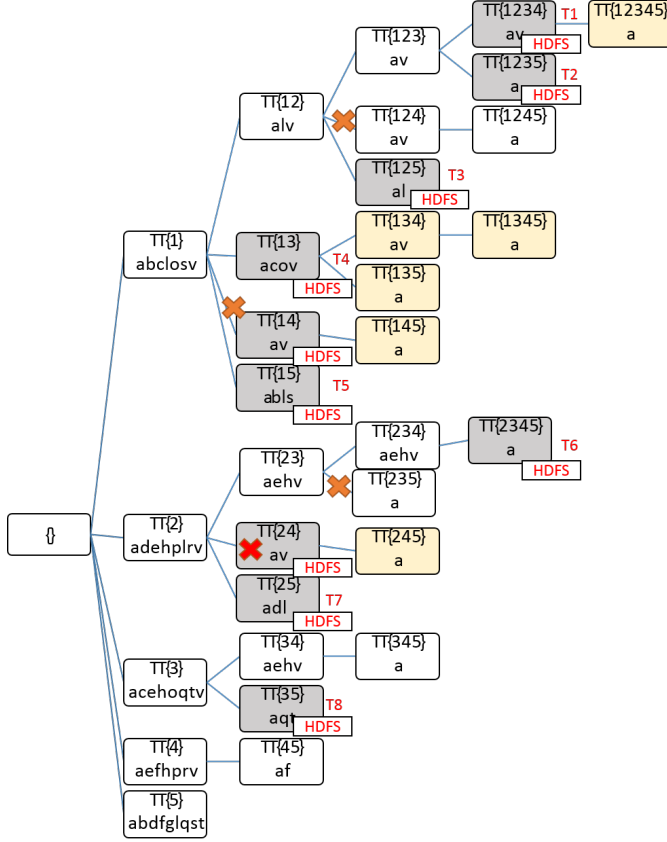 TT{1234}
av
T1
HDFS
TT{12345}
a
TT{123}
av
TT{1235}
a
T2
HDFS
TT{12}
alv
TT{124}
av
TT{1245}
a
TT{125}
al
T3
HDFS
TT{1}
abclosv
TT{13}
acov
T4
HDFS
TT{134}
av
TT{1345}
a
TT{135}
a
TT{14}
av
HDFS
TT{145}
a
TT{15}
abls
T5
HDFS
TT{23}
aehv
TT{234}
aehv
TT{2345}
a
T6
HDFS
TT{235}
a
{}
TT{2}
adehplrv
TT{24}
av
HDFS
TT{245}
a
TT{25}
adl
T7
HDFS
TT{3}
acehoqtv
TT{34}
aehv
TT{345}
a
TT{35}
aqt
T8
HDFS
TT{4}
aefhprv
TT{45}
af
TT{5}
abdfglqst